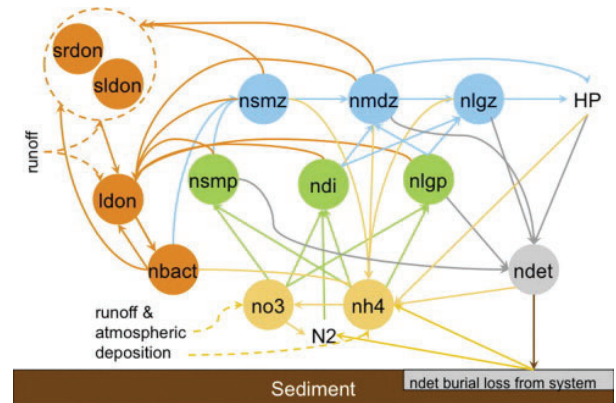 srdon
sldon
nsmz
nmdz
nlgz
HP
runoff
ldon
nsmp
ndi
nlgp
nbact
ndet
runoff &
atmospheric
deposition
no3
N2
nh4
Sediment
ndet burial loss from system